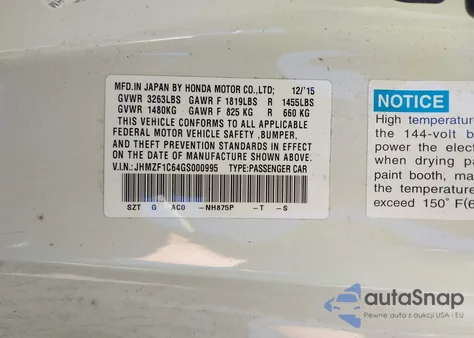 MFD.IN JAPAN BY HONDA MOTOR CO.,LTD; 12/'15
GVWR 3263LBS GAWR F 1819LBS R 1455LBS
GVWR 1480KG GAWR F 825 KG R 660 KG
THIS VEHICLE CONFORMS TO ALL APPLICABLE
FEDERAL MOTOR VEHICLE SAFETY ,BUMPER,
AND THEFT PREVENTION STANDARDS IN EFFECT
ON THE DATE OF MANUFACTURE SHOWN ABOVE.
V.I.N:JHMZF1C64GS000995 TYPE:PASSENGER CAR
SZT G AC0 -NH875P -T -S
NOTICE
High temperature
the 144-volt b
power the elect
when drying pa
paint booth, ma
the temperature
exceed 150° F(6
autoSnap
Pewne auta z aukcji USA - EU